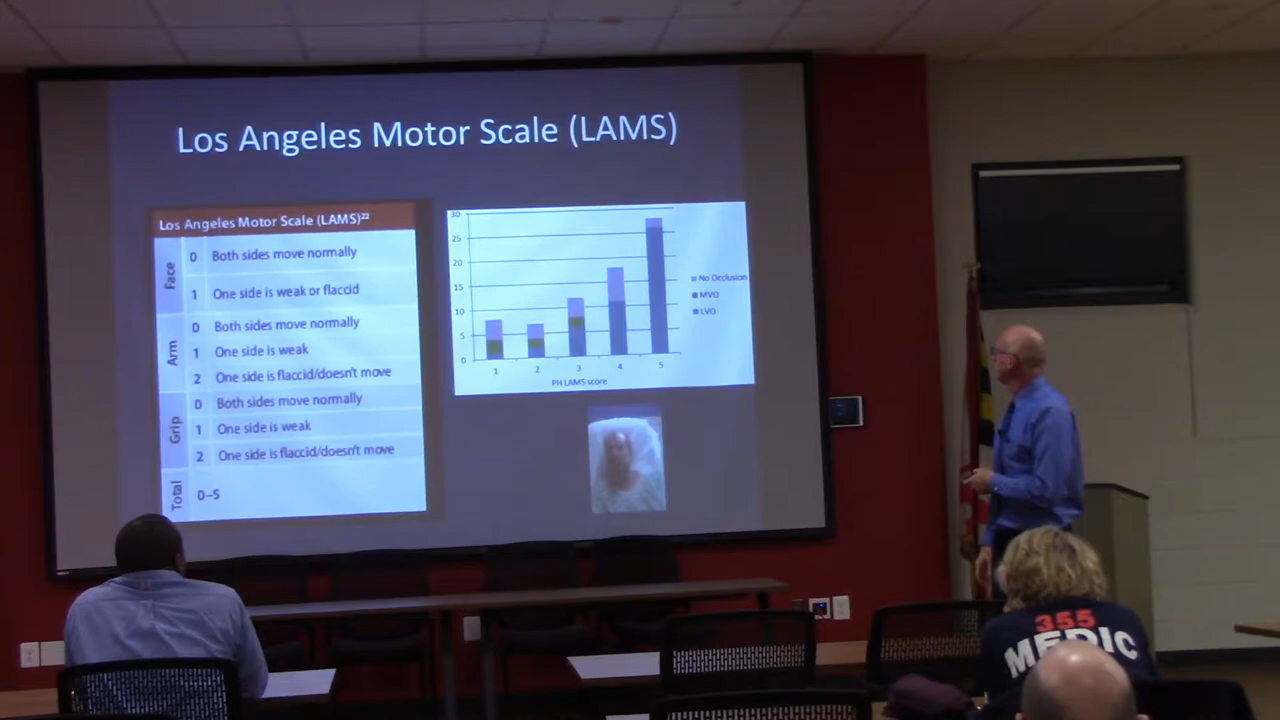 Los Angeles Motor Scale (LAMS)
Los Angeles Motor Scale (LAMS)²²
Face
0 Both sides move normally
1 One side is weak or flaccid
Arm
0 Both sides move normally
1 One side is weak
2 One side is flaccid/doesn't move
Grip
0 Both sides move normally
1 One side is weak
2 One side is flaccid/doesn't move
Total
0–5
30
25
20
15
10
5
0
1 2 3 4 5
PH LAMS score
No Occlusion
MVO
LVO
355
MEDIC